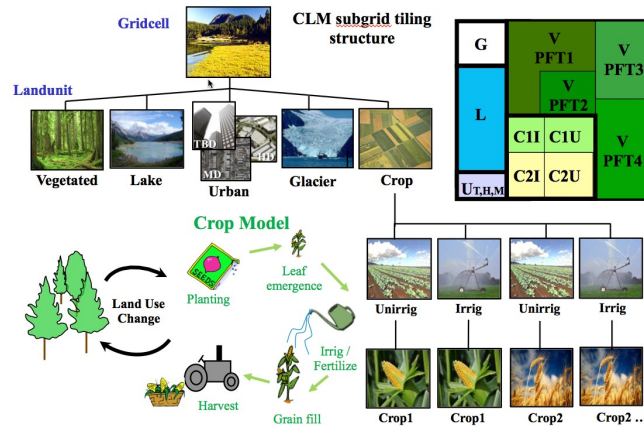 CLM subgrid tiling
structure
Gridcell
Landunit
TBD
HD
MD
Vegetated
Lake
Urban
Glacier
Crop
G
L
UT,H,M
V
PFT1
V
PFT2
V
PFT3
V
PFT4
C1I
C1U
C2I
C2U
Crop Model
Land Use
Change
SEEDS
Planting
Leaf
emergence
Irrig /
Fertilize
Grain fill
Harvest
Unirrig
Irrig
Unirrig
Irrig
Crop1
Crop1
Crop2
Crop2 ...